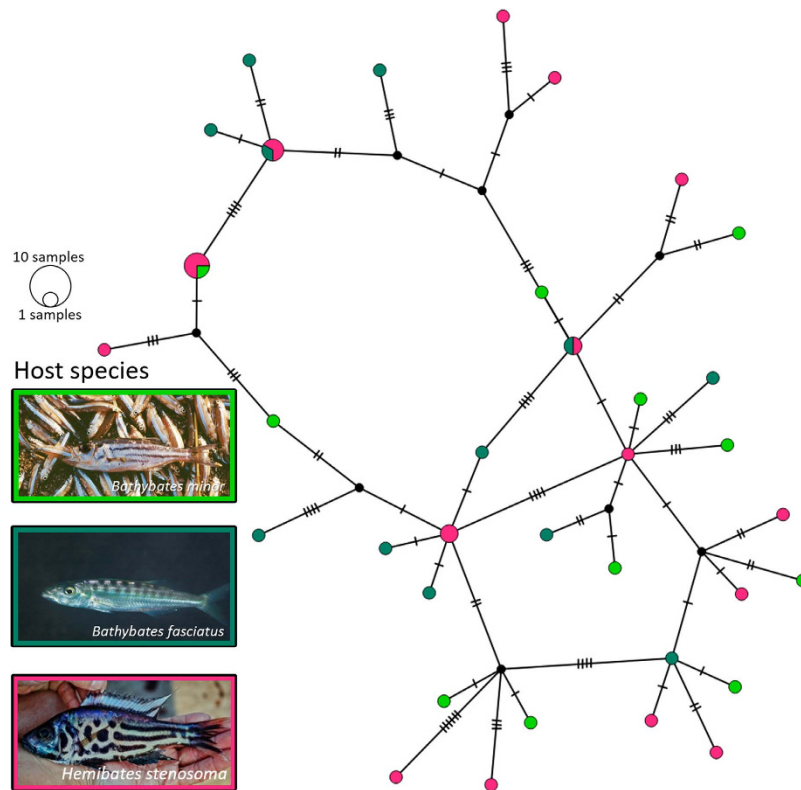 10 samples
1 samples
Host species
Bathybates minor
Bathybates fasciatus
Hemibates stenosoma